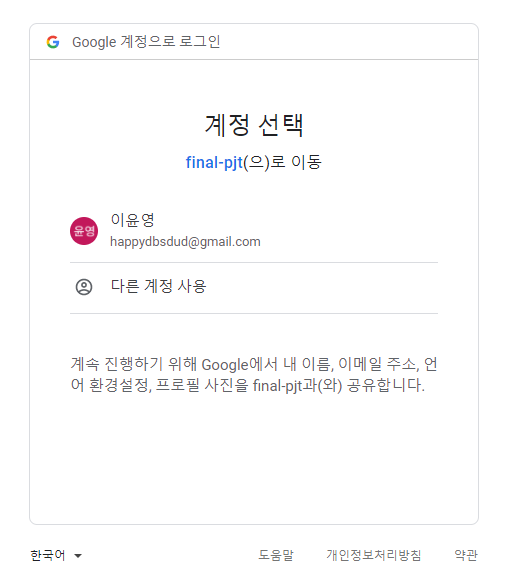 Google 계정으로 로그인
계정 선택
final-pjt(으)로 이동
윤영
이윤영
happydbsdud@gmail.com
다른 계정 사용
계속 진행하기 위해 Google에서 내 이름, 이메일 주소, 언
어 환경설정, 프로필 사진을 final-pjt과(와) 공유합니다.
한국어
도움말
개인정보처리방침
약관